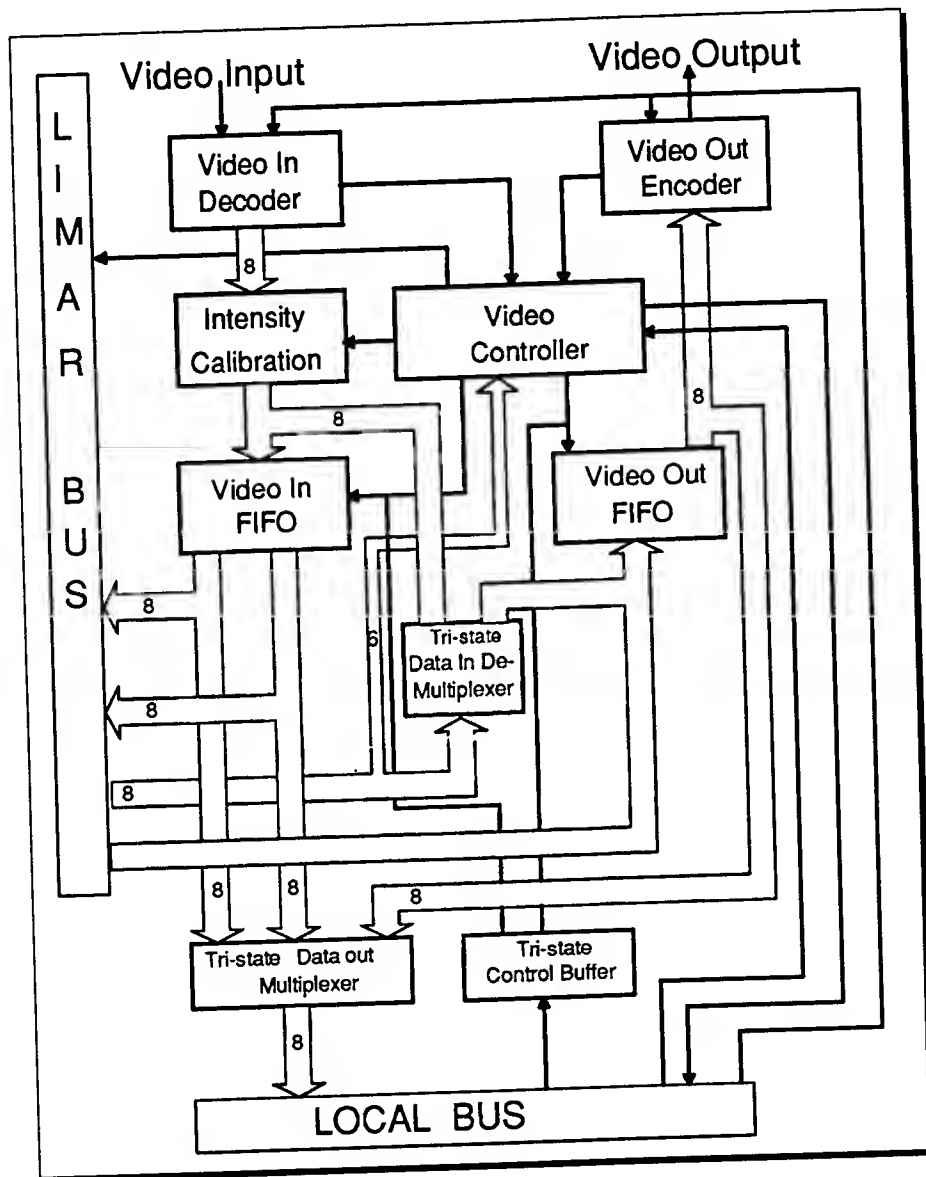 Video Input
Video Output
LIMAR BUS
Video In
Decoder
Video Out
Encoder
8
Intensity
Calibration
Video
Controller
8
8
Video In
FIFO
Video Out
FIFO
8
6
Tri-state
Data In De-
Multiplexer
8
8
8
8
8
Tri-state Data out
Multiplexer
Tri-state
Control Buffer
8
LOCAL BUS